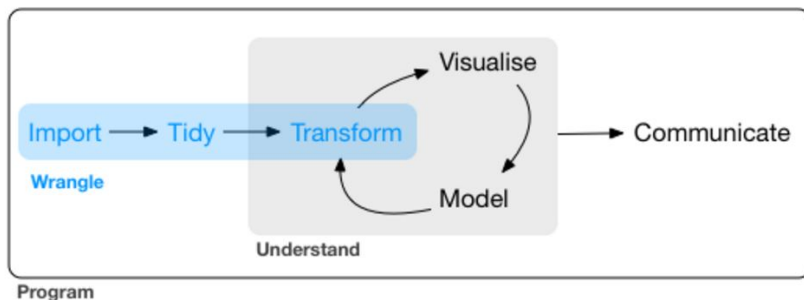 Visualise
Import
Tidy
Transform
Communicate
Wrangle
Model
Understand
Program